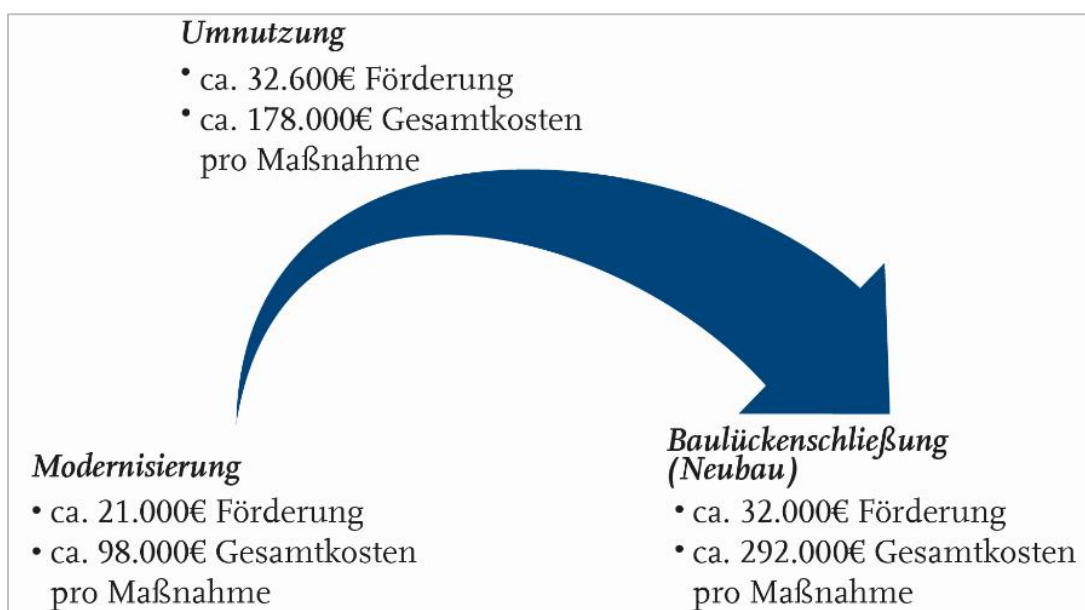 Umnutzung
• ca. 32.600€ Förderung
• ca. 178.000€ Gesamtkosten
pro Maßnahme
Modernisierung
• ca. 21.000€ Förderung
• ca. 98.000€ Gesamtkosten
pro Maßnahme
Baulückenschließung
(Neubau)
• ca. 32.000€ Förderung
• ca. 292.000€ Gesamtkosten
pro Maßnahme